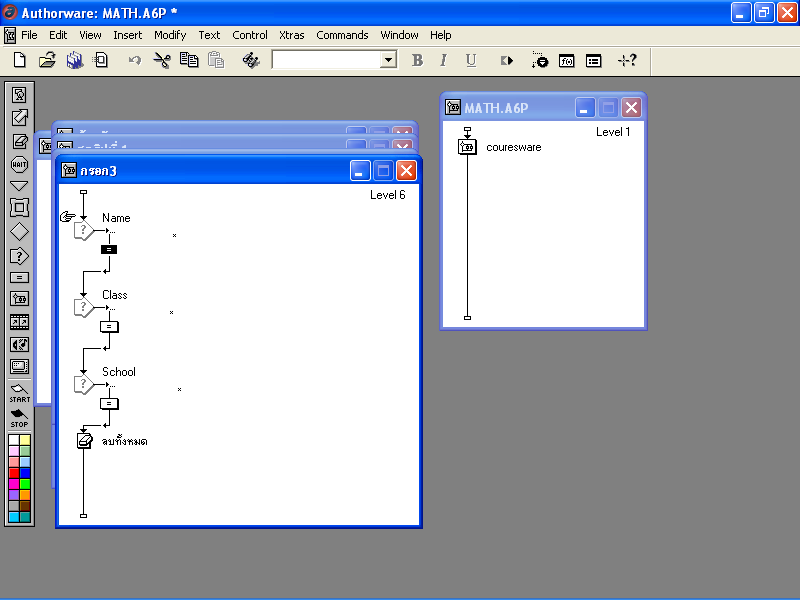 Authorware: MATH.A6P *
File Edit View Insert Modify Text Control Xtras Commands Window Help
B I U
WAIT
START
STOP
กรอก3
Level 6
Name
Class
School
ลบทั้งหมด
MATH.A6P
Level 1
couresware